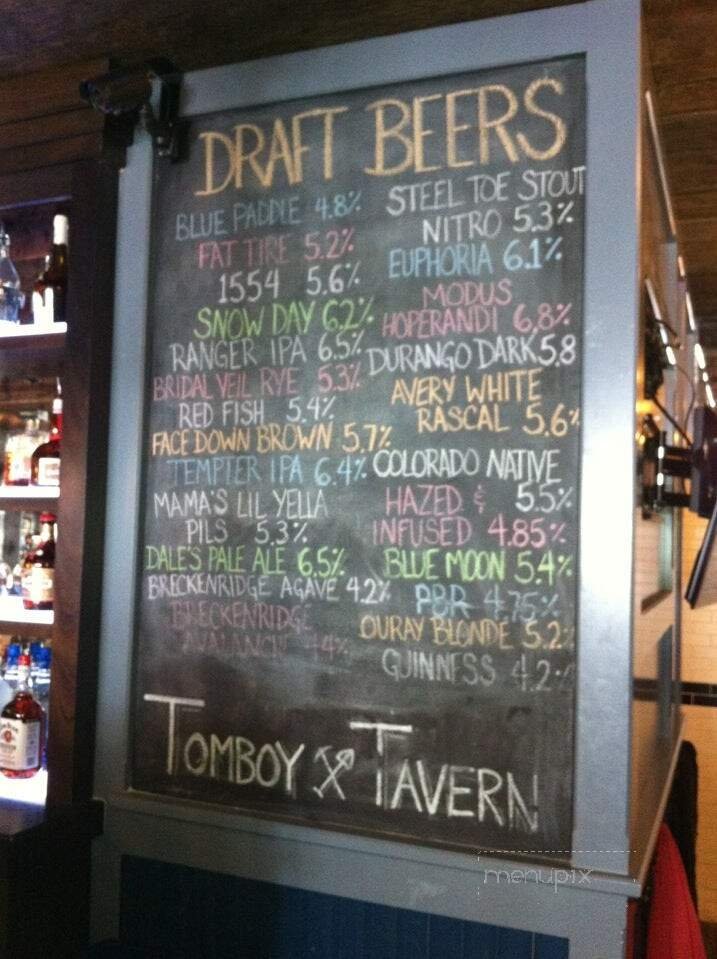 DRAFT BEERS
BLUE PADDLE 4.8%
FAT TIRE 5.2%
1554 5.6%
SNOW DAY 6.2%
RANGER IPA 6.5%
BRIDAL VEIL RYE 5.3%
RED FISH 5.4%
FACE DOWN BROWN 5.7%
TEMPTER IPA 6.4%
MAMA'S LIL YELLA
PILS 5.3%
DALE'S PALE ALE 6.5%
BRECKENRIDGE AGAVE 4.2%
BRECKENRIDGE
AVALANCHE 4.4%
STEEL TOE STOUT
NITRO 5.3%
EUPHORIA 6.1%
MODUS
HOPERANDI 6.8%
DURANGO DARK 5.8
AVERY WHITE
RASCAL 5.6%
COLORADO NATIVE
5.5%
HAZED &
INFUSED 4.85%
BLUE MOON 5.4%
PBR 4.75%
OURAY BLONDE 5.2%
GUINNESS 4.2%
TOMBOY TAVERN
menupix